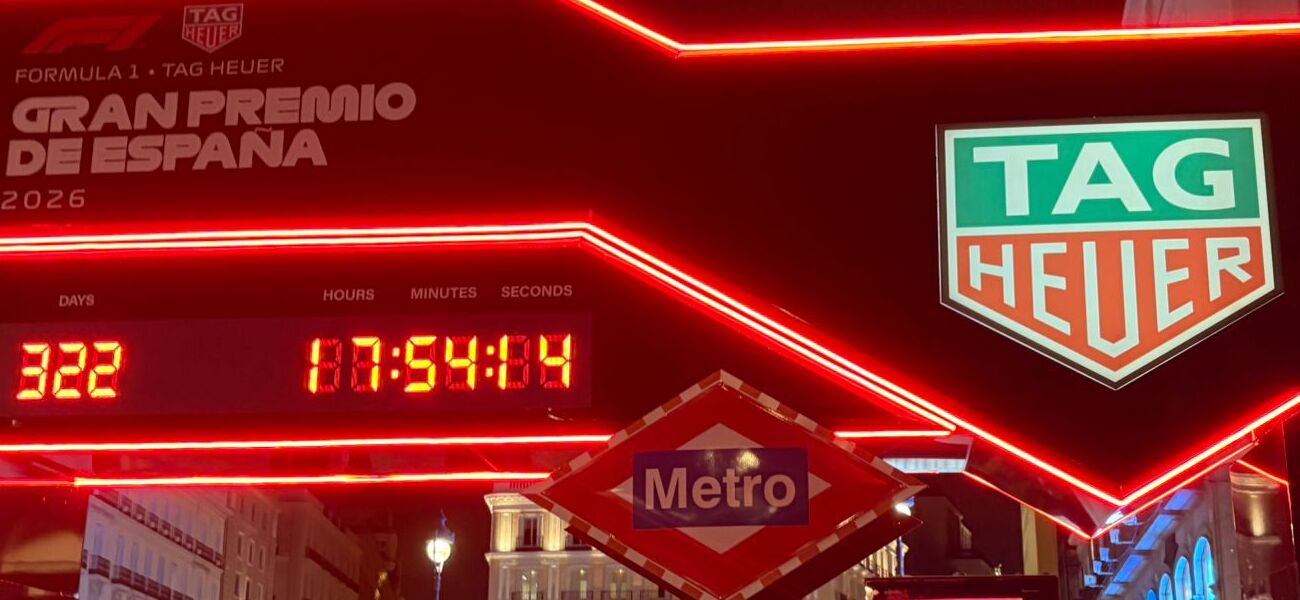 F1
TAG
HEUER
FORMULA 1 • TAG HEUER
GRAN PREMIO
DE ESPAÑA
2026
TAG
HEUER
DAYS HOURS MINUTES SECONDS
322 17:54:14
Metro